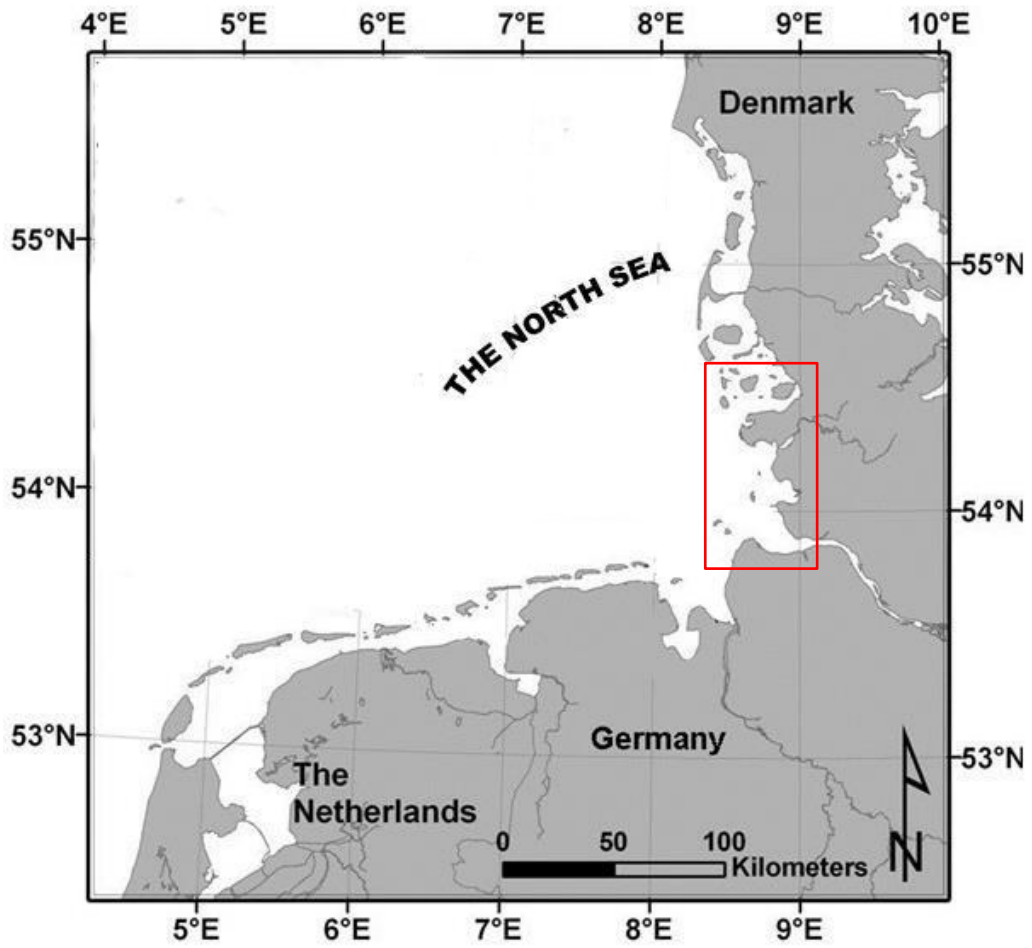 4°E 5°E 6°E 7°E 8°E 9°E 10°E
Denmark
55°N
55°N
THE NORTH SEA
54°N
54°N
53°N
53°N
Germany
The
Netherlands
0 50 100
Kilometers
N
5°E 6°E 7°E 8°E 9°E